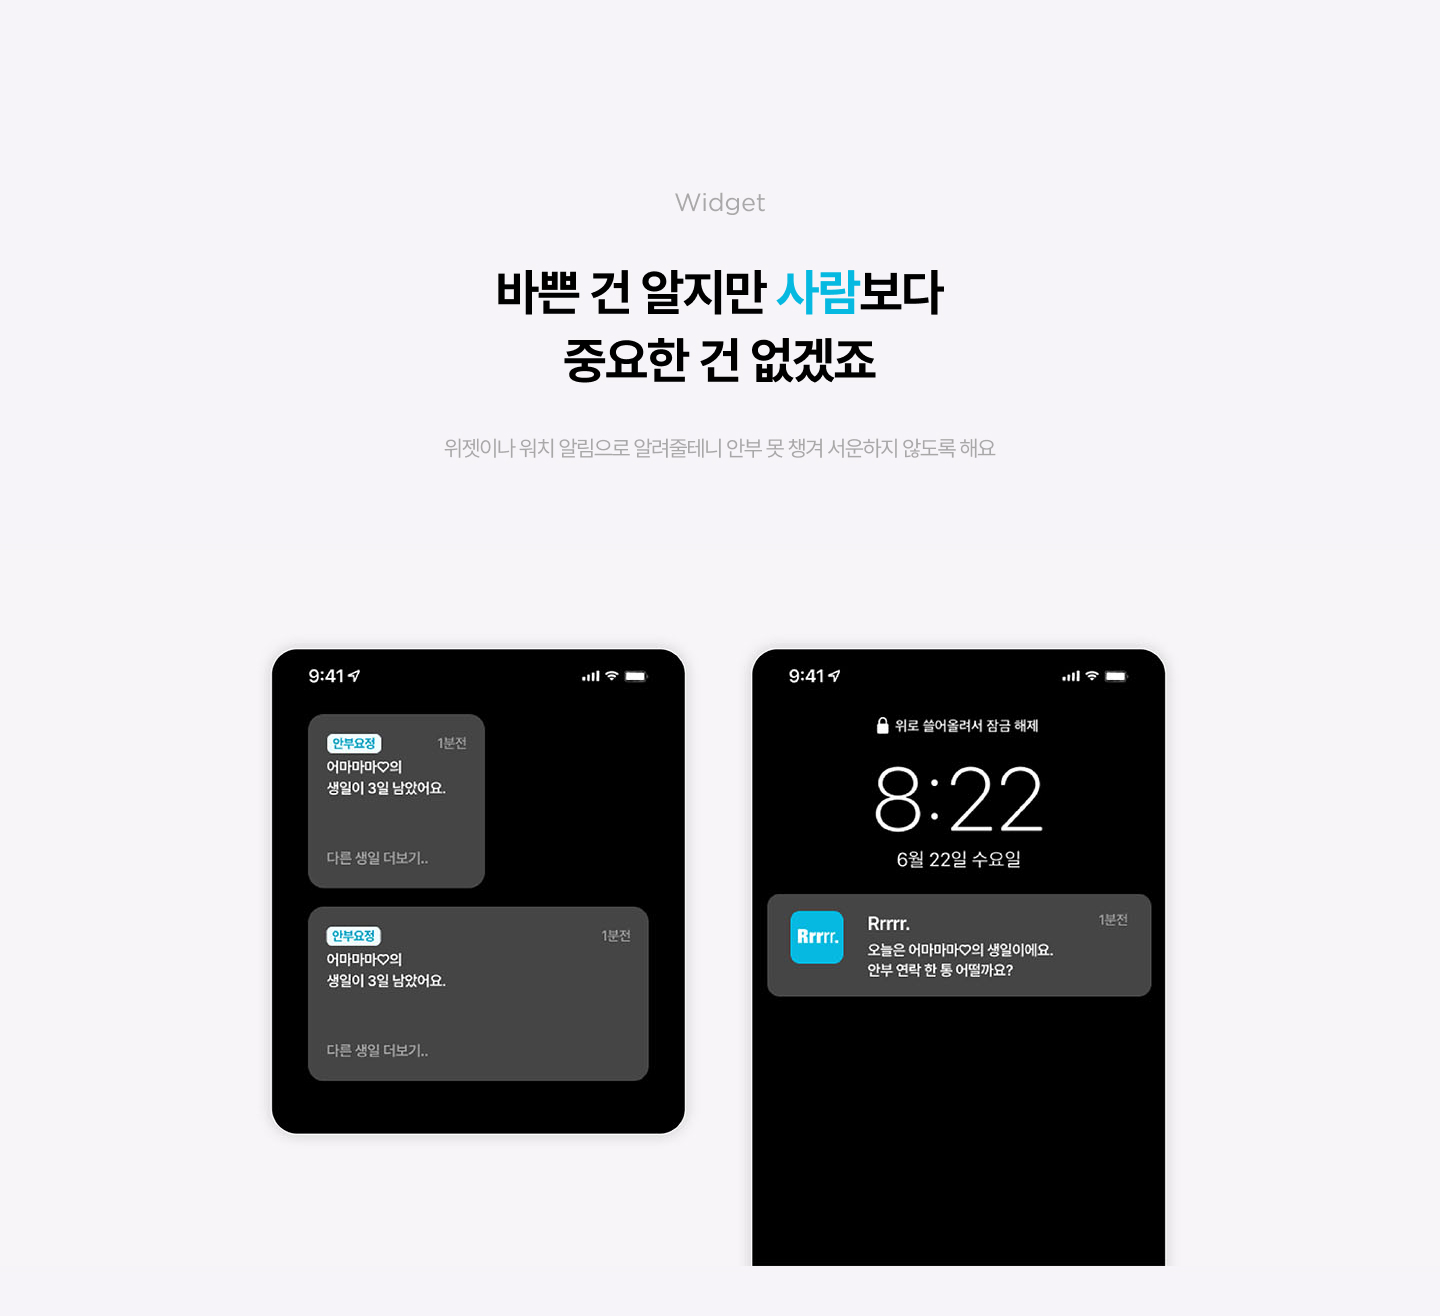 Widget
바쁜 건 알지만 사람보다
중요한 건 없겠죠
위젯이나 워치 알림으로 알려줄테니 안부 못 챙겨 서운하지 않도록 해요
9:41
안부요정 1분전
어마마마♡의
생일이 3일 남았어요.
다른 생일 더보기..
안부요정 1분전
어마마마♡의
생일이 3일 남았어요.
다른 생일 더보기..
9:41
위로 쓸어올려서 잠금 해제
8:22
6월 22일 수요일
Rrrrr.
Rrrrr. 1분전
오늘은 어마마마♡의 생일이에요.
안부 연락 한 통 어떨까요?